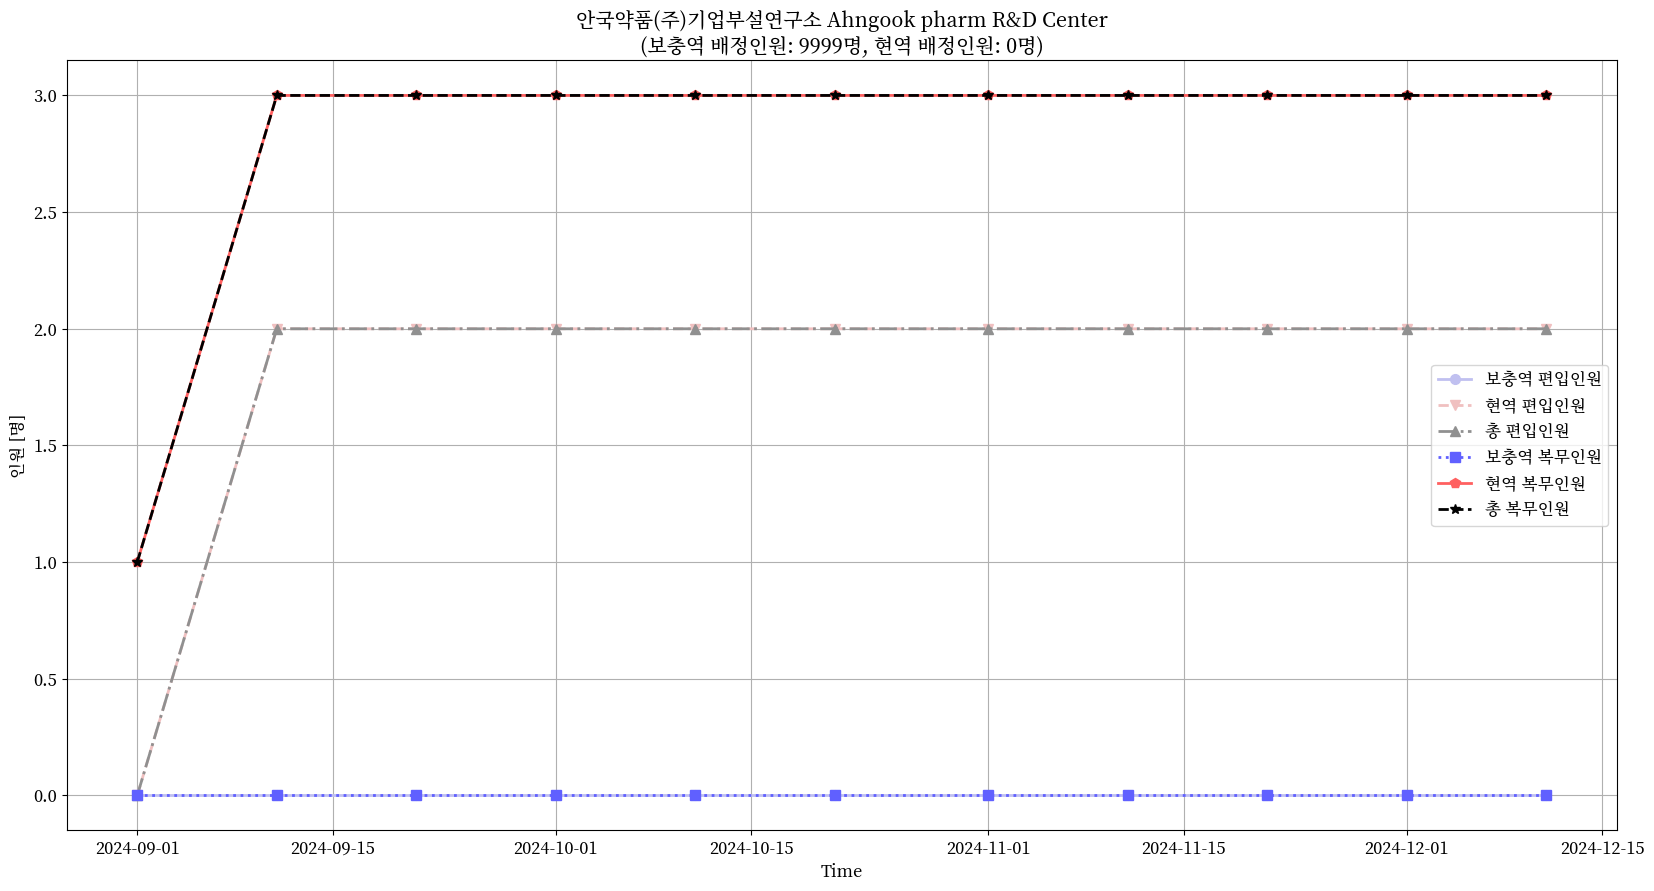 안국약품(주)기업부설연구소 Ahngook pharm R&D Center
(보충역 배정인원: 9999명, 현역 배정인원: 0명)
인원 [명]
3.0
2.5
2.0
1.5
1.0
0.5
0.0
보충역 편입인원
현역 편입인원
총 편입인원
보충역 복무인원
현역 복무인원
총 복무인원
2024-09-01 2024-09-15 2024-10-01 2024-10-15 2024-11-01 2024-11-15 2024-12-01 2024-12-15
Time